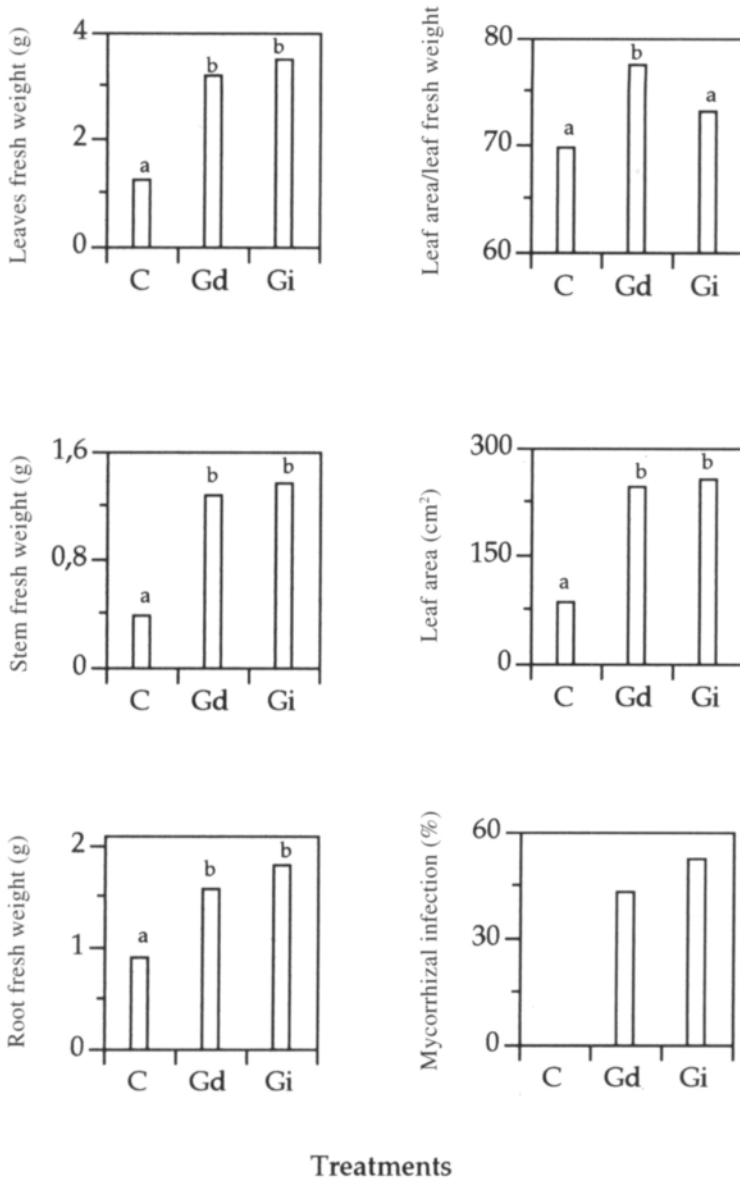 Leaves fresh weight (g)
4
2
0
a
b
b
C Gd Gi
Leaf area/leaf fresh weight
80
70
60
a
b
a
C Gd Gi
Stem fresh weight (g)
1,6
0,8
0
a
b
b
C Gd Gi
Leaf area (cm²)
300
150
0
a
b
b
C Gd Gi
Root fresh weight (g)
2
1
0
a
b
b
C Gd Gi
Mycorrhizal infection (%)
60
30
0
C Gd Gi
Treatments